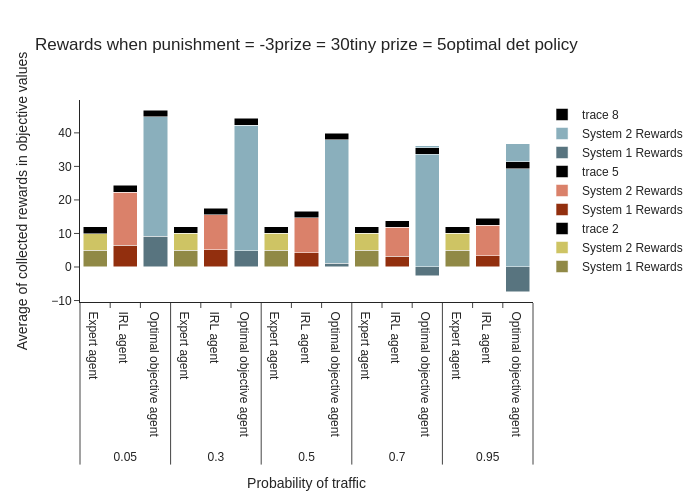 Rewards when punishment = -3prize = 30tiny prize = 5optimal det policy
Average of collected rewards in objective values
40
30
20
10
0
−10
trace 8
System 2 Rewards
System 1 Rewards
trace 5
System 2 Rewards
System 1 Rewards
trace 2
System 2 Rewards
System 1 Rewards
Expert agent
IRL agent
Optimal objective agent
Expert agent
IRL agent
Optimal objective agent
Expert agent
IRL agent
Optimal objective agent
Expert agent
IRL agent
Optimal objective agent
Expert agent
IRL agent
Optimal objective agent
0.05
0.3
0.5
0.7
0.95
Probability of traffic